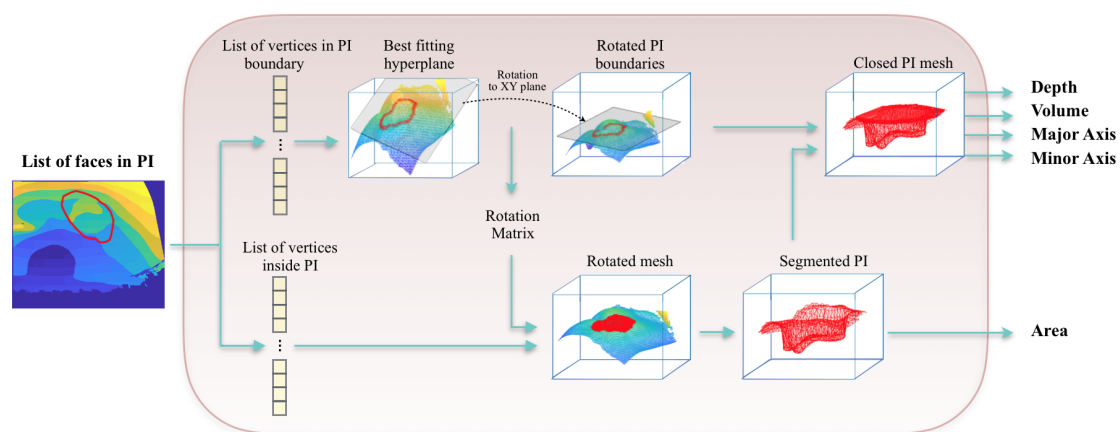 List of faces in PI
List of vertices in PI
boundary
Best fitting
hyperplane
Rotation
to XY plane
Rotated PI
boundaries
Closed PI mesh
Depth
Volume
Major Axis
Minor Axis
Rotation
Matrix
List of vertices
inside PI
Rotated mesh
Segmented PI
Area